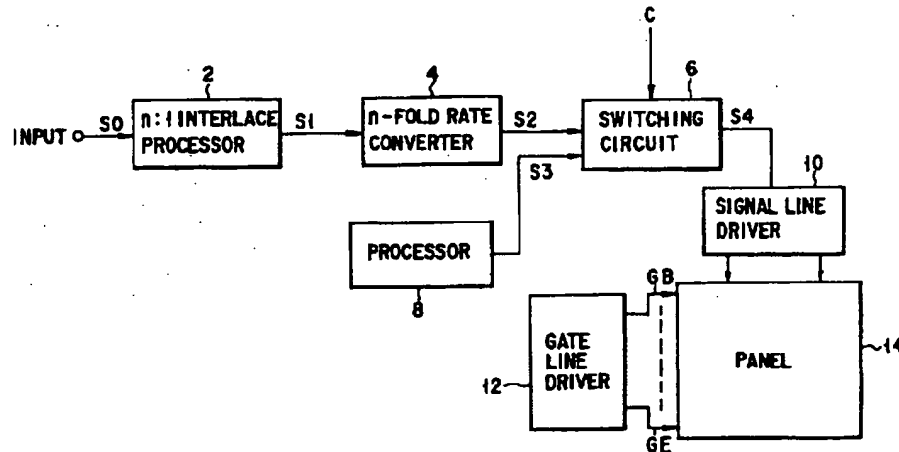 C
2
4
6
INPUT
S0
n:1 INTERLACE
PROCESSOR
S1
n-FOLD RATE
CONVERTER
S2
SWITCHING
CIRCUIT
S4
S3
10
SIGNAL LINE
DRIVER
PROCESSOR
8
GB
GATE
LINE
DRIVER
12
PANEL
14
GE